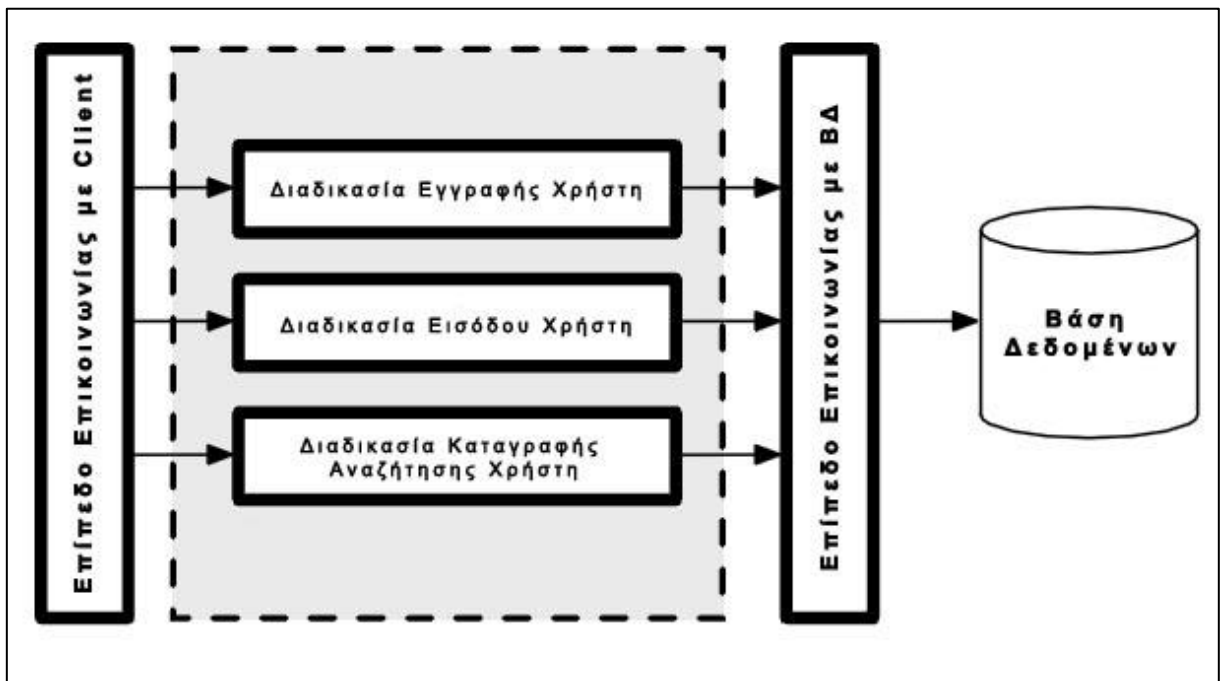 Επίπεδο Επικοινωνίας με Client
Διαδικασία Εγγραφής Χρήστη
Διαδικασία Εισόδου Χρήστη
Διαδικασία Καταγραφής
Αναζήτησης Χρήστη
Επίπεδο Επικοινωνίας με ΒΔ
Βάση
Δεδομένων